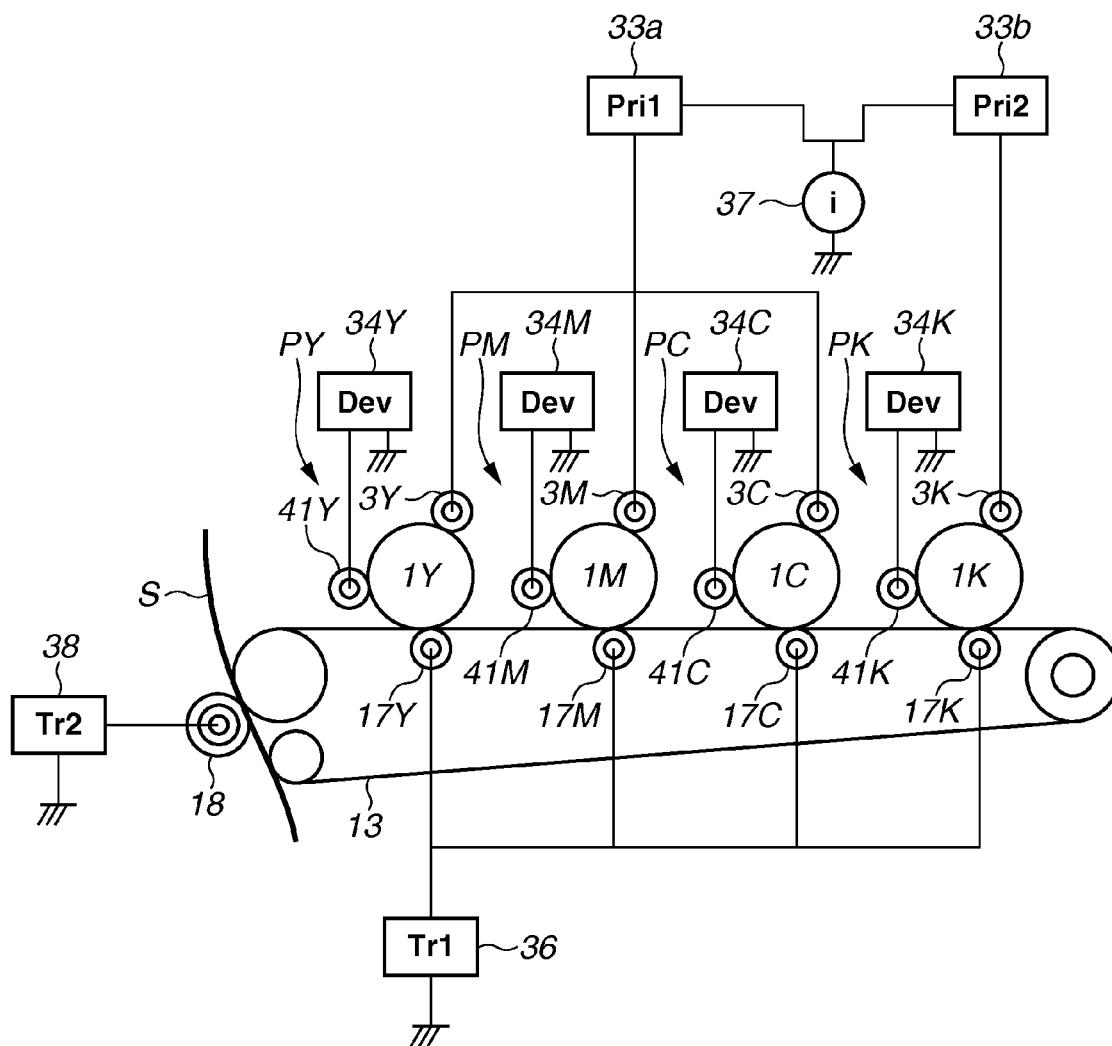 33a
33b
Pri1
Pri2
37
i
34Y
34M
34C
34K
PY
PM
PC
PK
Dev
Dev
Dev
Dev
3Y
3M
3C
3K
41Y
1Y
1M
1C
1K
S
38
41M
41C
41K
17Y
17M
17C
17K
Tr2
18
13
Tr1
36